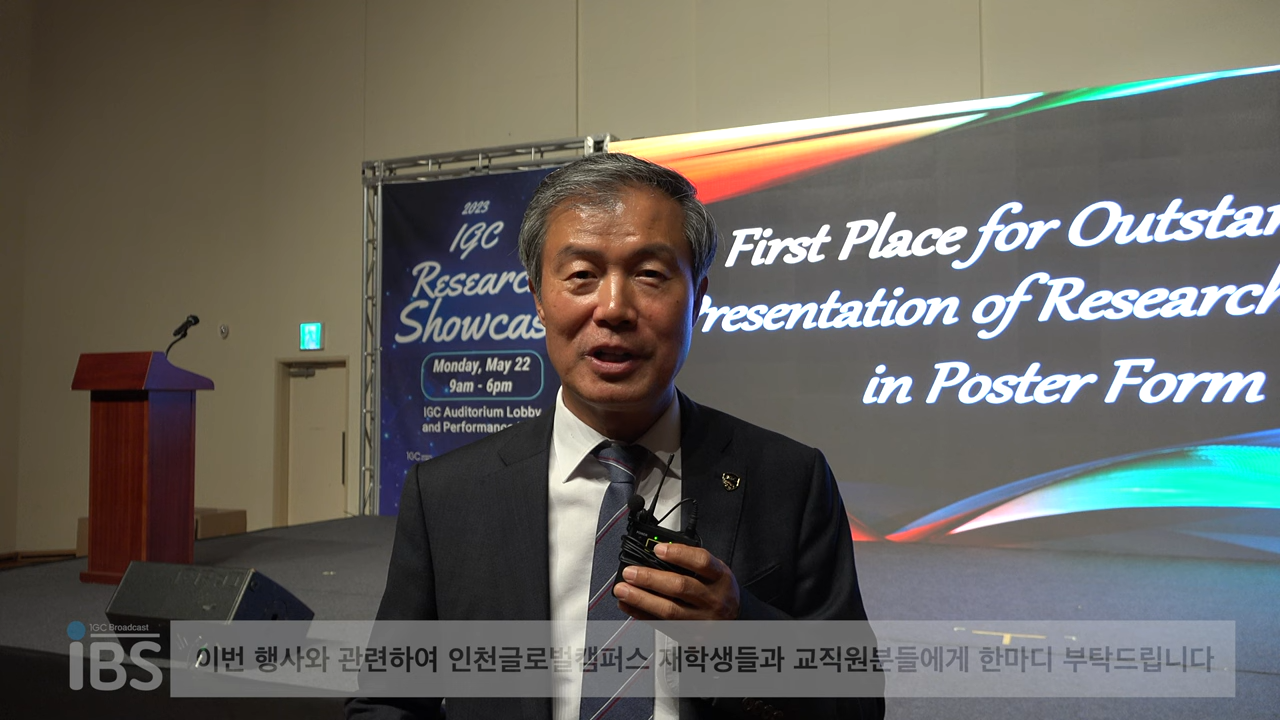 2023
IGC
Research
Showcas
Monday, May 22
9am - 6pm
IGC Auditorium Lobby
and Performance
IGC
First Place for Outstan
Presentation of Research
in Poster Form
IGC Broadcast
iBS
이번 행사와 관련하여 인천글로벌캠퍼스 재학생들과 교직원분들에게 한마디 부탁드립니다